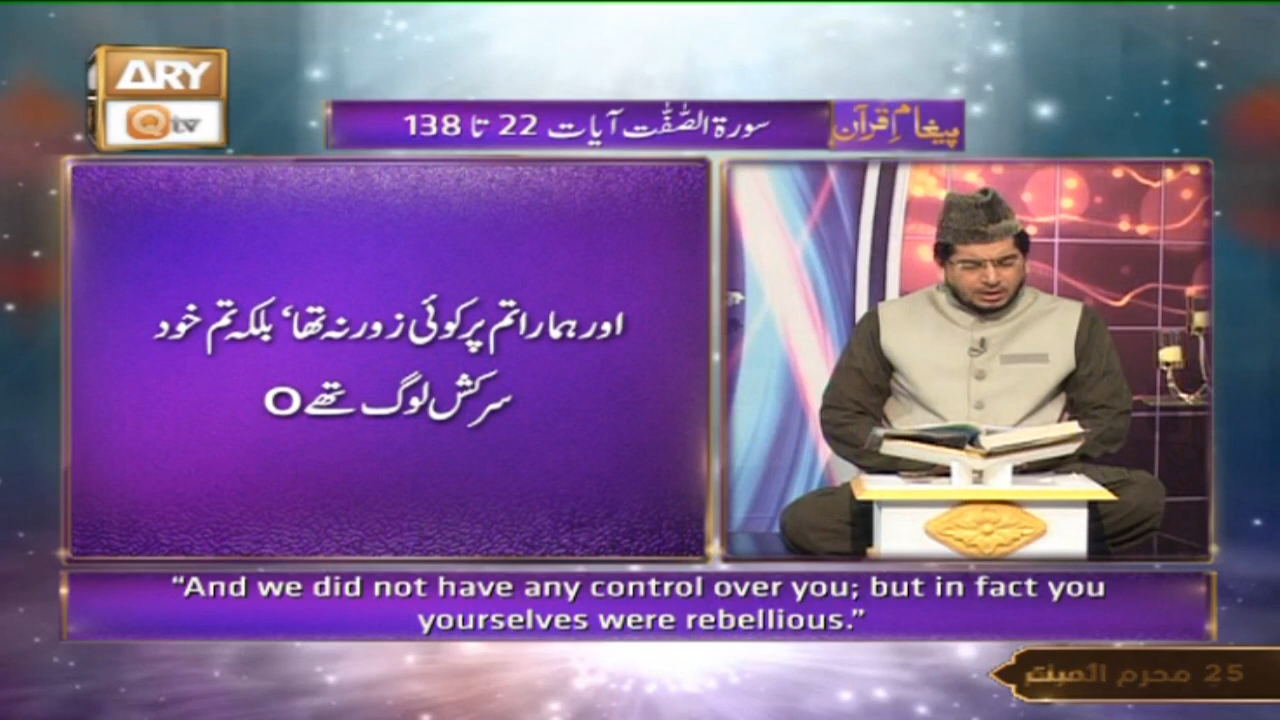 ARY
Qtv
پیغامِ قرآن
سورۃ الصّٰفّٰت آیات 22 تا 138
اور ہمارا تم پر کوئی زور نہ تھا‘ بلکہ تم خود
سرکش لوگ تھے O
“And we did not have any control over you; but in fact you
yourselves were rebellious.”
25 محرم الحرام